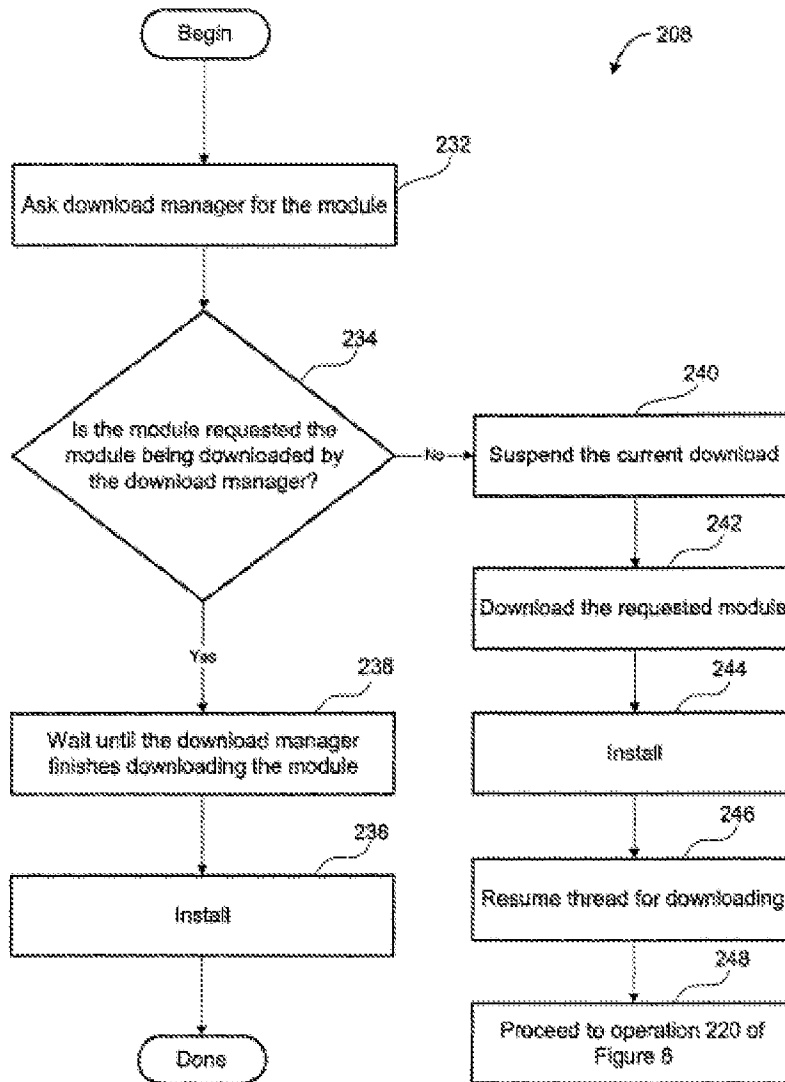 Begin
208
232
Ask download manager for the module
234
Is the module requested the
module being downloaded by
the download manager?
No
240
Suspend the current download
242
Download the requested module
Yes
238
Wait until the download manager
finishes downloading the module
244
Install
236
Install
246
Resume thread for downloading
248
Proceed to operation 220 of
Figure 8
Done